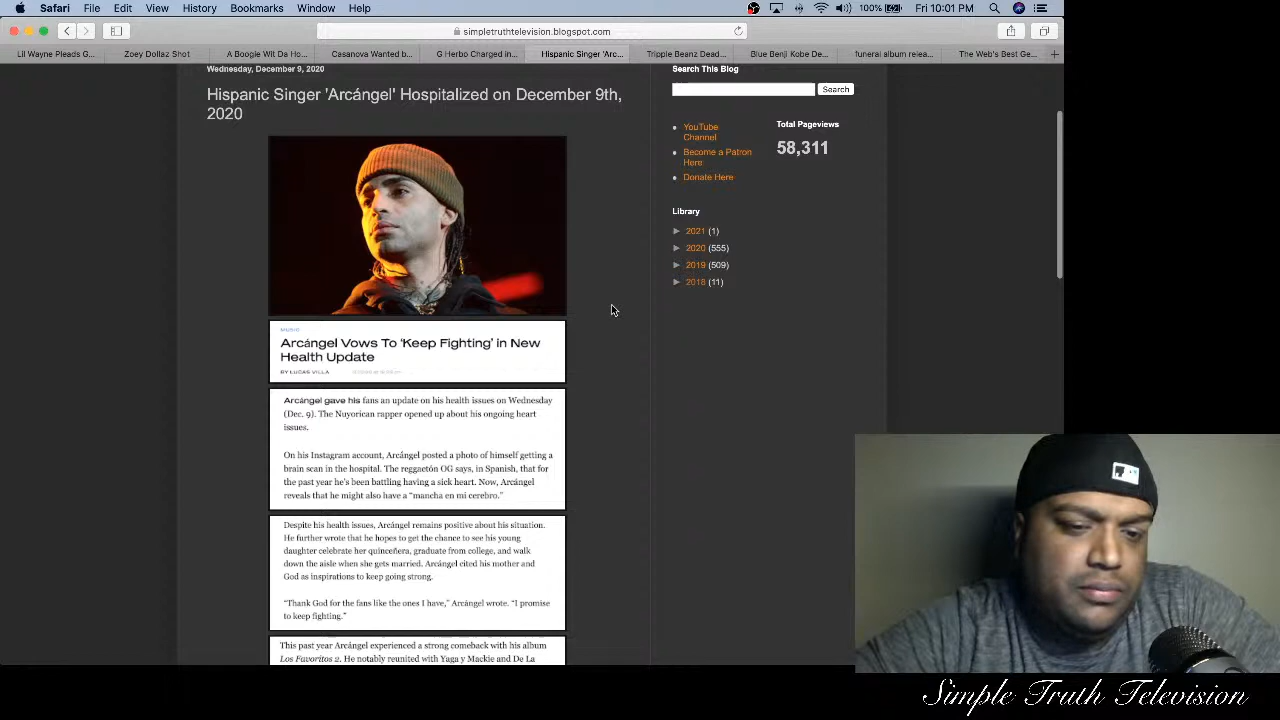 Safari File Edit View History Bookmarks Window Help
100% Fri 10:01 PM
simpletruthtelevision.blogspot.com
Lil Wayne Pleads G...
Zoey Dollaz Shot
A Boogie Wit Da Ho...
Casanova Wanted b...
G Herbo Charged in...
Hispanic Singer 'Arc...
Tripple Beanz Dead...
Blue Benji Kobe De...
funeral album relea...
The Web's Best Ge...
Wednesday, December 9, 2020
Hispanic Singer 'Arcángel' Hospitalized on December 9th,
2020
MUSIC
Arcángel Vows To ‘Keep Fighting’ in New
Health Update
BY LUCAS VILLA
Arcángel gave his fans an update on his health issues on Wednesday
(Dec. 9). The Nuyorican rapper opened up about his ongoing heart
issues.
On his Instagram account, Arcángel posted a photo of himself getting a
brain scan in the hospital. The reggaetón OG says, in Spanish, that for
the past year he’s been battling having a sick heart. Now, Arcángel
reveals that he might also have a “mancha en mi cerebro.”
Despite his health issues, Arcángel remains positive about his situation.
He further wrote that he hopes to get the chance to see his young
daughter celebrate her quinceñera, graduate from college, and walk
down the aisle when she gets married. Arcángel cited his mother and
God as inspirations to keep going strong.
“Thank God for the fans like the ones I have,” Arcángel wrote. “I promise
to keep fighting.”
This past year Arcángel experienced a strong comeback with his album
Los Favoritos 2. He notably reunited with Yaga y Mackie and De La
Search This Blog
Search
YouTube
Channel
Become a Patron
Here
Donate Here
Total Pageviews
58,311
Library
► 2021 (1)
► 2020 (555)
► 2019 (509)
► 2018 (11)
Simple Truth Television